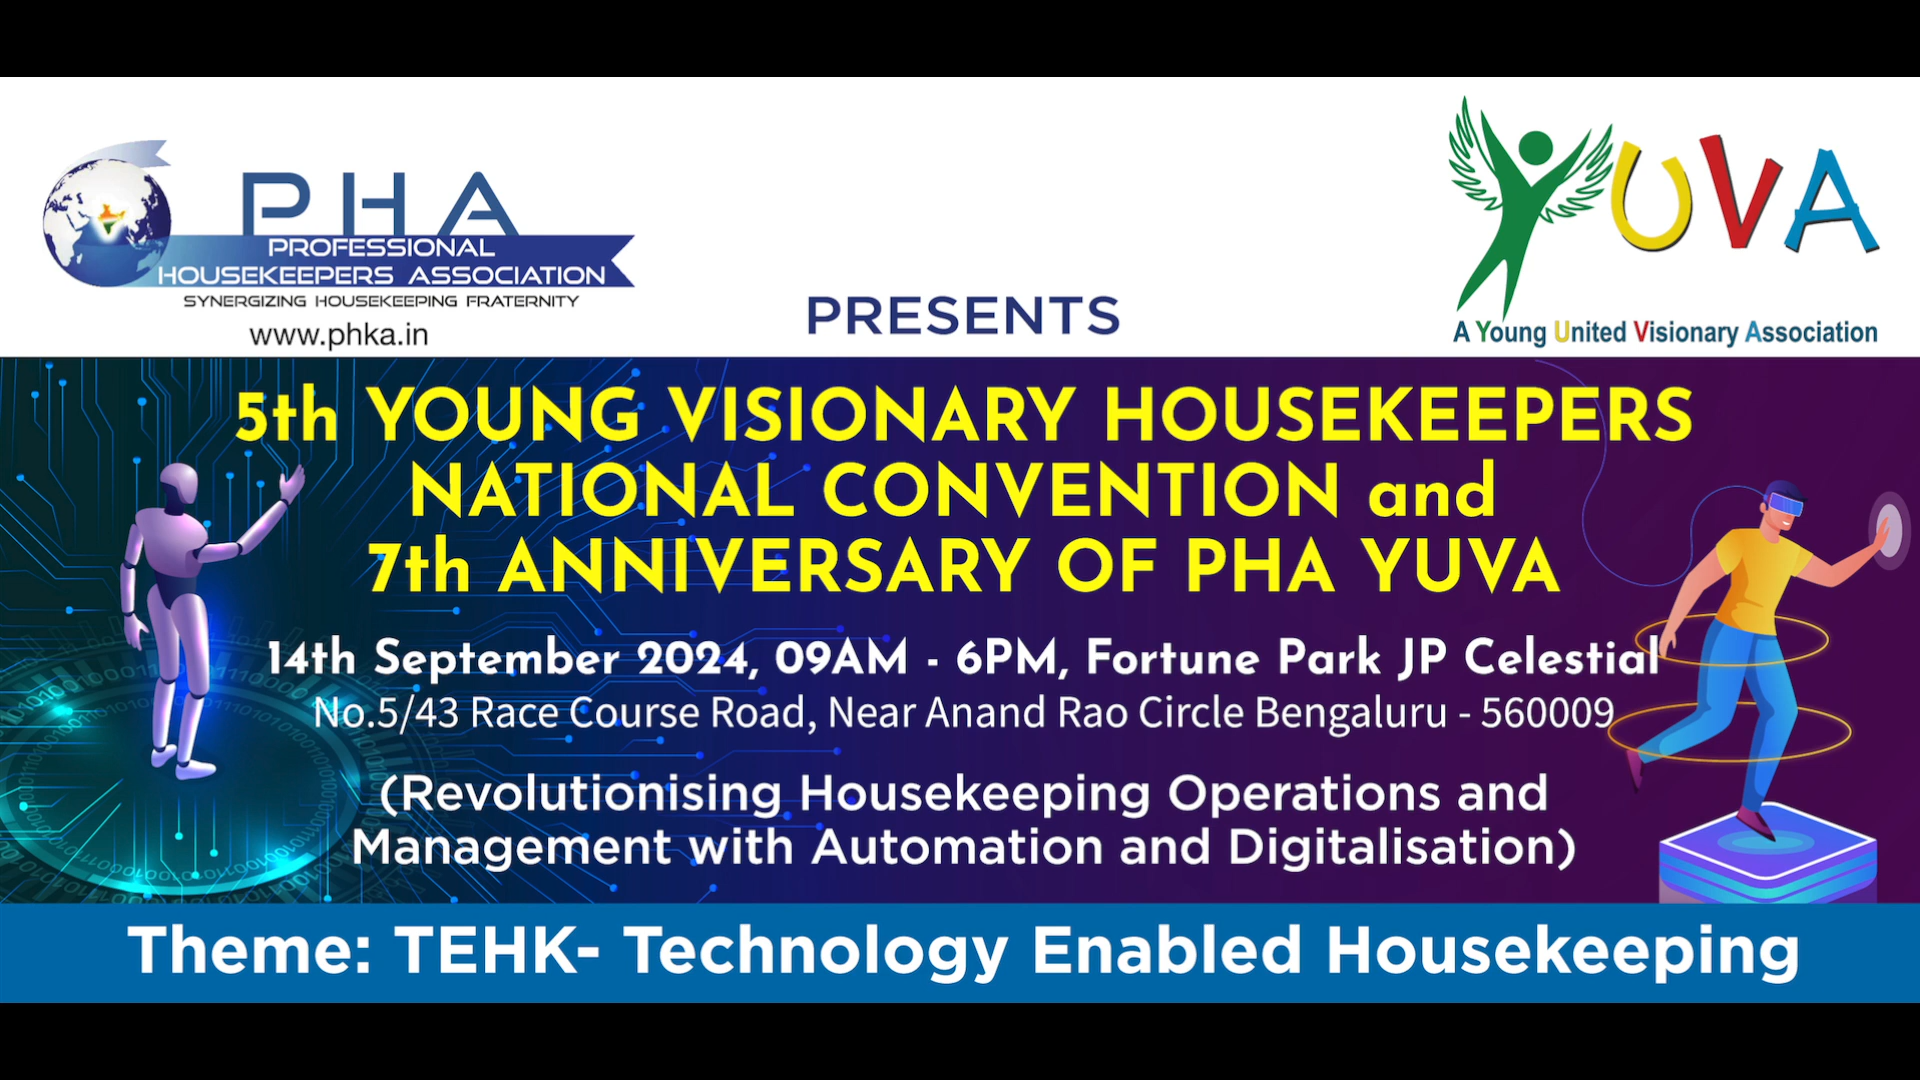 PHA
PROFESSIONAL
HOUSEKEEPERS ASSOCIATION
SYNERGIZING HOUSEKEEPING FRATERNITY
www.phka.in
PRESENTS
YUVA
A Young United Visionary Association
5th YOUNG VISIONARY HOUSEKEEPERS
NATIONAL CONVENTION and
7th ANNIVERSARY OF PHA YUVA
14th September 2024, 09AM - 6PM, Fortune Park JP Celestial
No.5/43 Race Course Road, Near Anand Rao Circle Bengaluru - 560009
(Revolutionising Housekeeping Operations and
Management with Automation and Digitalisation)
Theme: TEHK- Technology Enabled Housekeeping